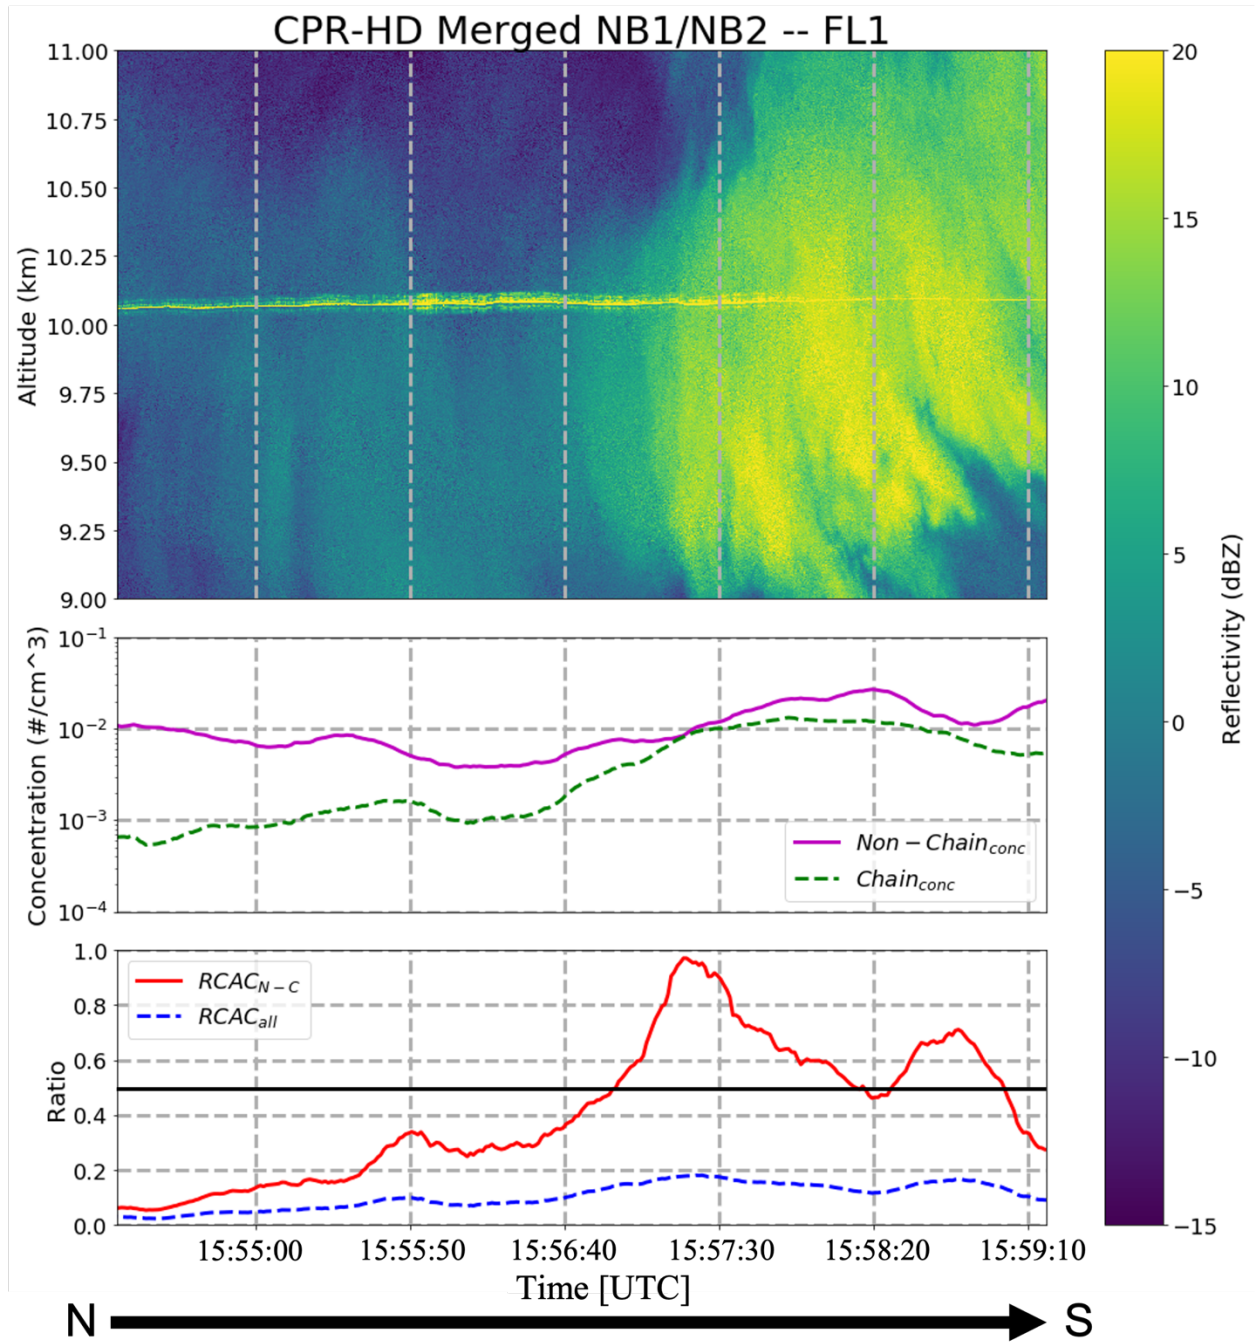 CPR-HD Merged NB1/NB2 -- FL1
11.00
10.75
10.50
10.25
10.00
9.75
9.50
9.25
9.00
Altitude (km)
20
15
10
5
0
−5
−10
−15
Reflectivity (dBZ)
10−1
10−2
10−3
10−4
Concentration (#/cm^3)
Non−Chainconc
Chainconc
1.0
0.8
0.6
0.4
0.2
0.0
Ratio
RCACN−C
RCACall
15:55:00 15:55:50 15:56:40 15:57:30 15:58:20 15:59:10
Time [UTC]
N S